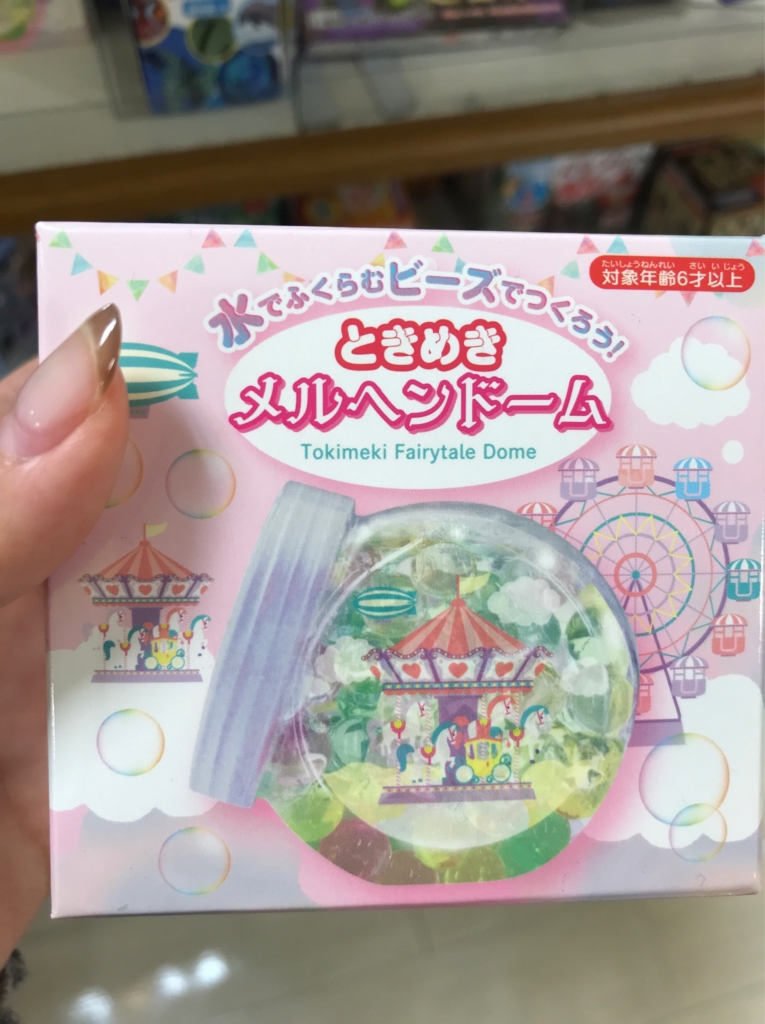 たいしょうねんれい さい いじょう
対象年齢6才以上
水でふくらむビーズでつくろう!
ときめき
メルヘンドーム
Tokimeki Fairytale Dome